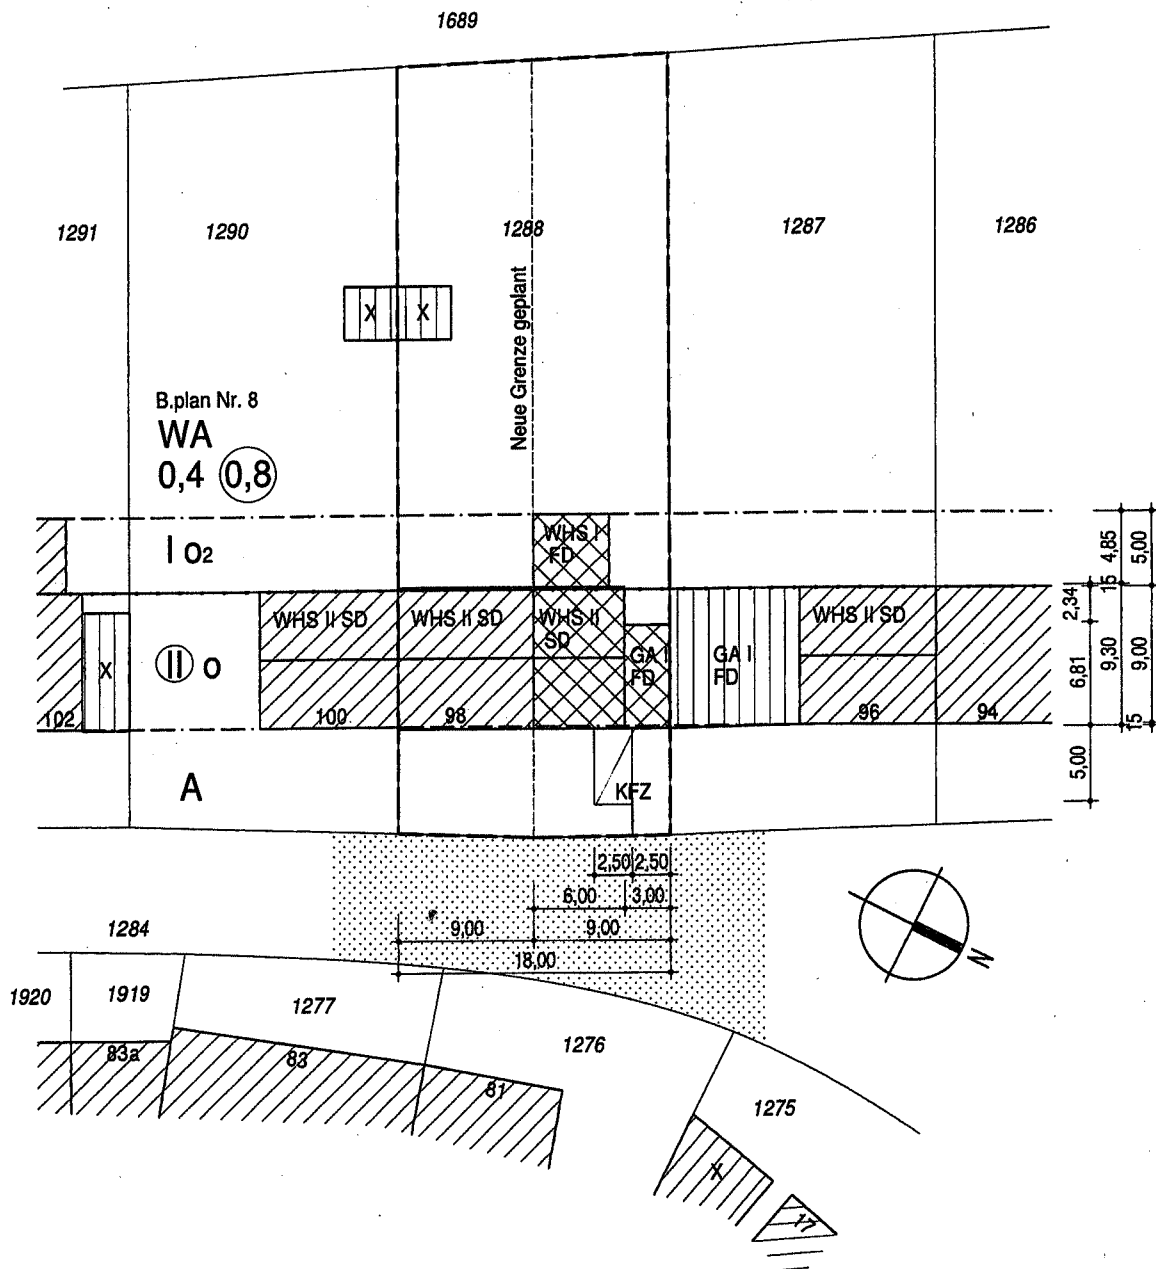 1689
1291
1290
1288
1287
1286
Neue Grenze geplant
X
X
B.plan Nr. 8
WA
0,4 0,8
I o2
WHS I
FD
4,85
5,00
15
2,34
9,30
9,00
6,81
15
5,00
WHS II SD
WHS II SD
WHS II
SD
GA I
FD
GA I
FD
WHS II SD
X
II o
102
100
98
96
94
A
KFZ
2,50
2,50
6,00
3,00
9,00
9,00
18,00
N
1284
1920
1919
1277
1276
1275
83a
83
81
X
17